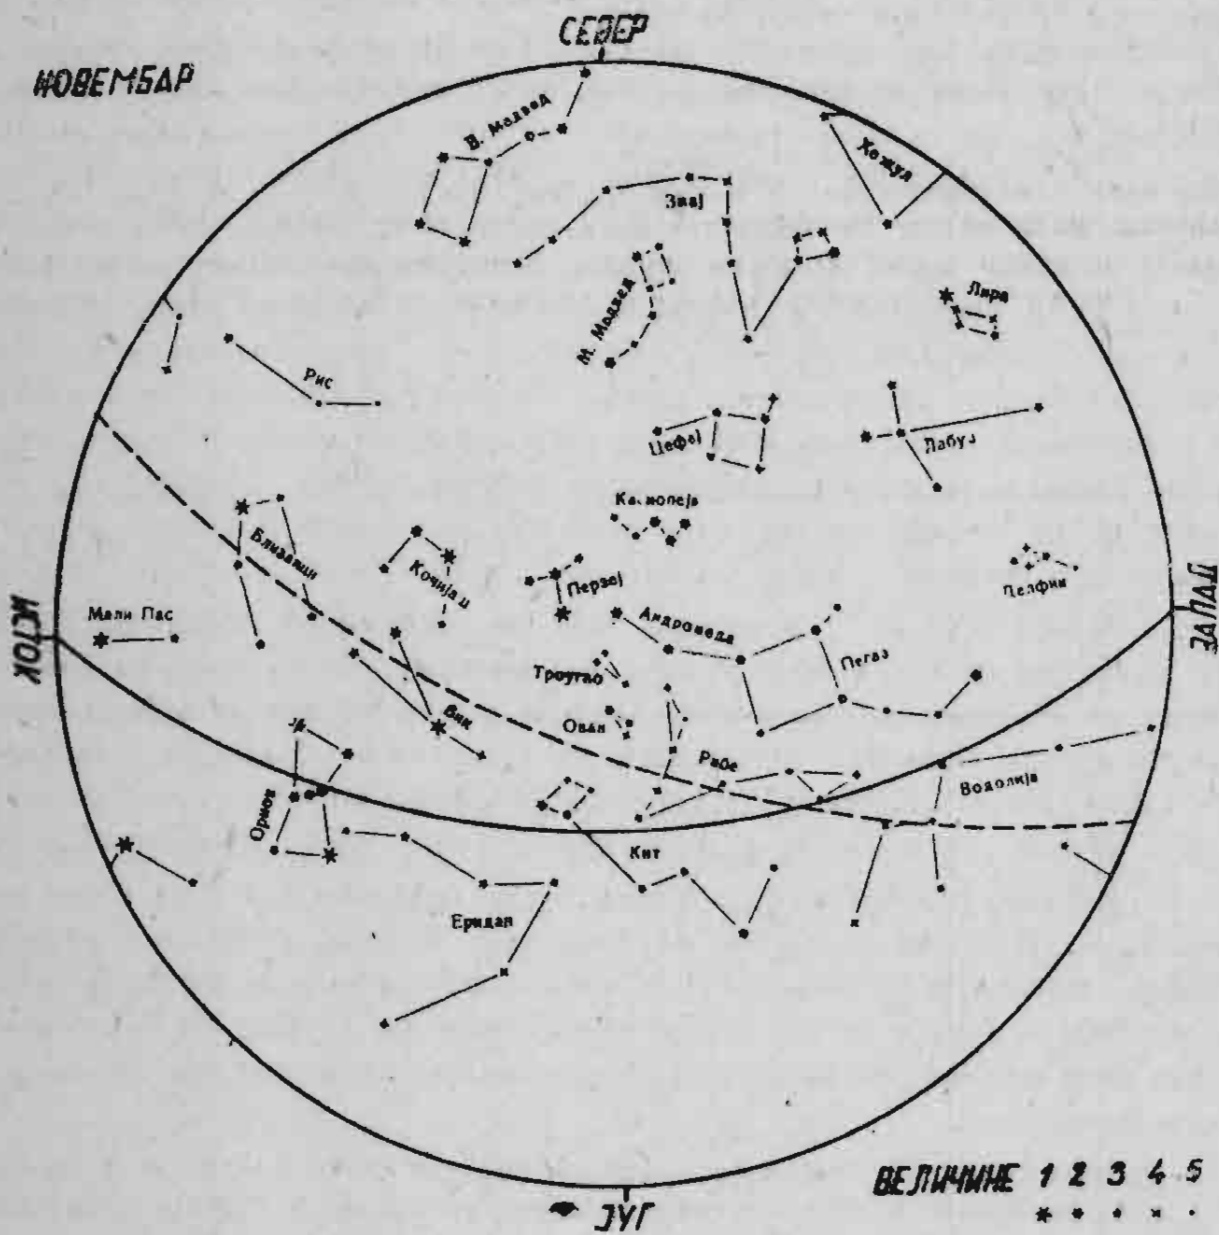 СЕВЕР
НОВЕМБАР
В. Медвед
Хежул
Змај
М. Медвед
Лира
Рис
Цефеј
Лабуд
Касиопеја
Близанци
Кочијаш
Персеј
Делфин
Мали Пас
Андромеда
ИСТОК
ЗАПАД
Троугао
Пегаз
Бик
Ован
Рибе
Водолија
Орион
Кит
Еридан
ВЕЛИЧИНЕ 1 2 3 4 5
ЈУГ